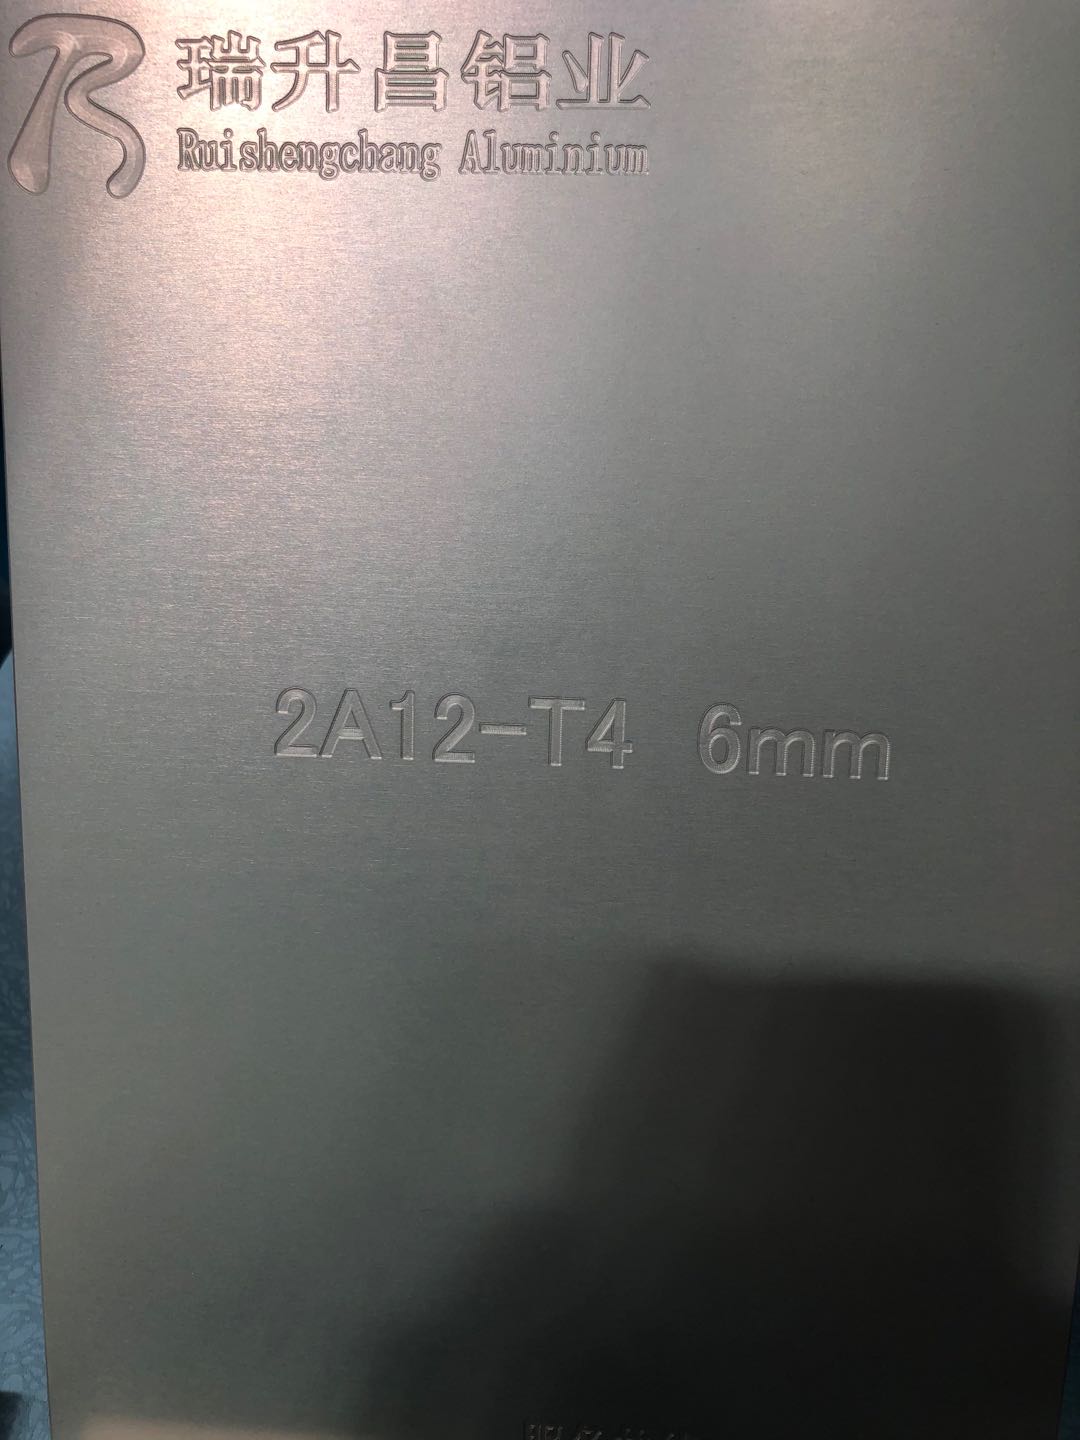 瑞升昌铝业
Ruishengchang Aluminium
2A12-T4 6mm